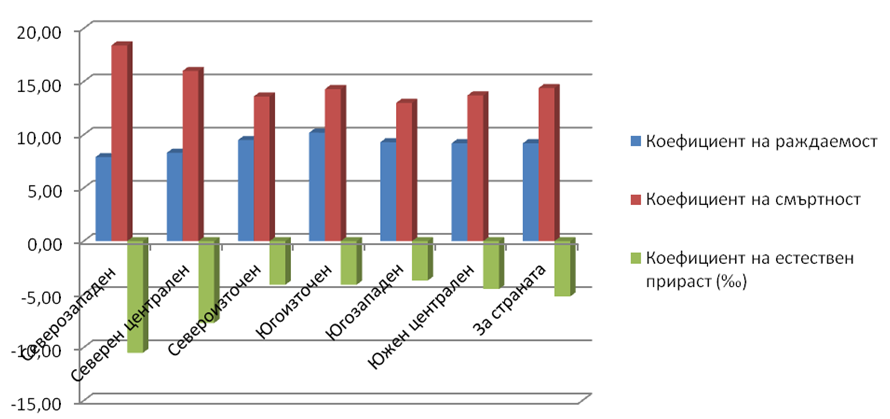 20,00
15,00
10,00
5,00
0,00
-5,00
-10,00
-15,00
Северозападен
Северен централен
Североизточен
Югоизточен
Югозападен
Южен централен
За страната
Коефициент на раждаемост
Коефициент на смъртност
Коефициент на естествен
прираст (‰)